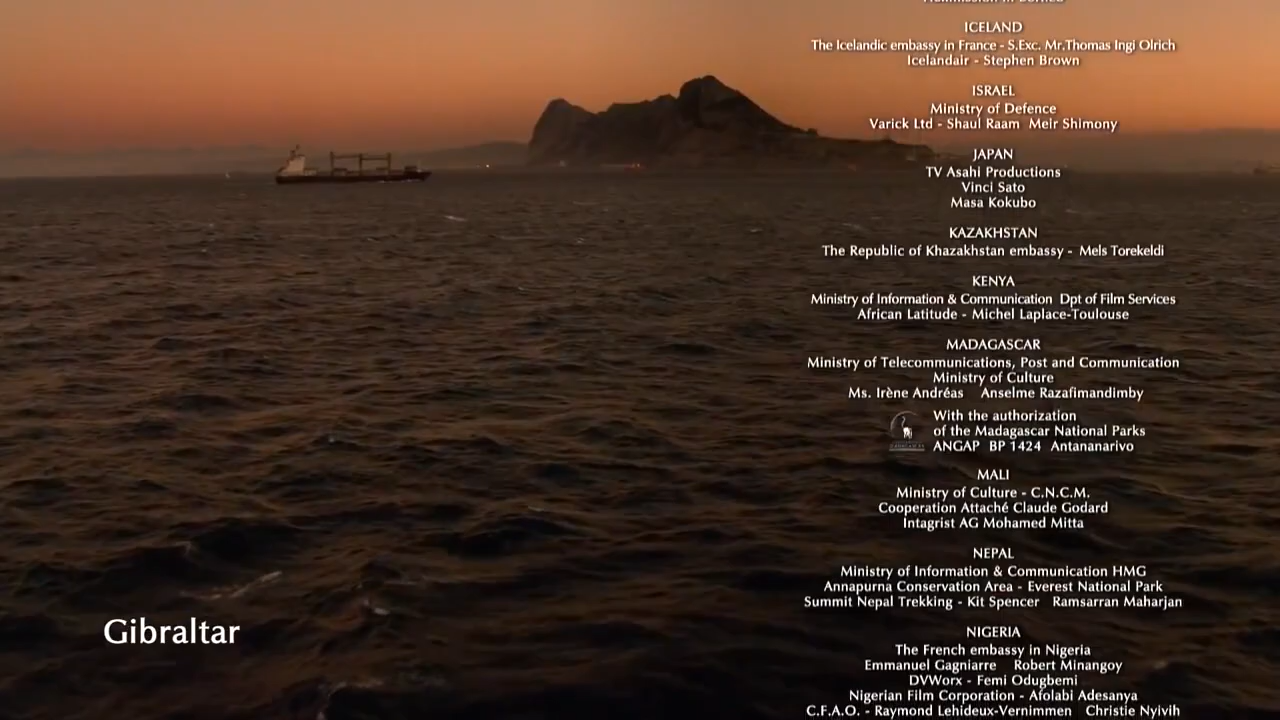 ICELAND
The Icelandic embassy in France - S.Exc. Mr.Thomas Ingi Olrich
Icelandair - Stephen Brown
ISRAEL
Ministry of Defence
Varick Ltd - Shaul Raam  Meir Shimony
JAPAN
TV Asahi Productions
Vinci Sato
Masa Kokubo
KAZAKHSTAN
The Republic of Khazakhstan embassy - Mels Torekeldi
KENYA
Ministry of Information & Communication  Dpt of Film Services
African Latitude - Michel Laplace-Toulouse
MADAGASCAR
Ministry of Telecommunications, Post and Communication
Ministry of Culture
Ms. Irène Andréas    Anselme Razafimandimby
With the authorization
of the Madagascar National Parks
ANGAP  BP 1424  Antananarivo
MALI
Ministry of Culture - C.N.C.M.
Cooperation Attaché Claude Godard
Intagrist AG Mohamed Mitta
NEPAL
Ministry of Information & Communication HMG
Annapurna Conservation Area - Everest National Park
Summit Nepal Trekking - Kit Spencer   Ramsarran Maharjan
NIGERIA
The French embassy in Nigeria
Emmanuel Gagniarre    Robert Minangoy
DVWorx - Femi Odugbemi
Nigerian Film Corporation - Afolabi Adesanya
C.F.A.O. - Raymond Lehideux-Vernimmen   Christie Nyivih
Gibraltar